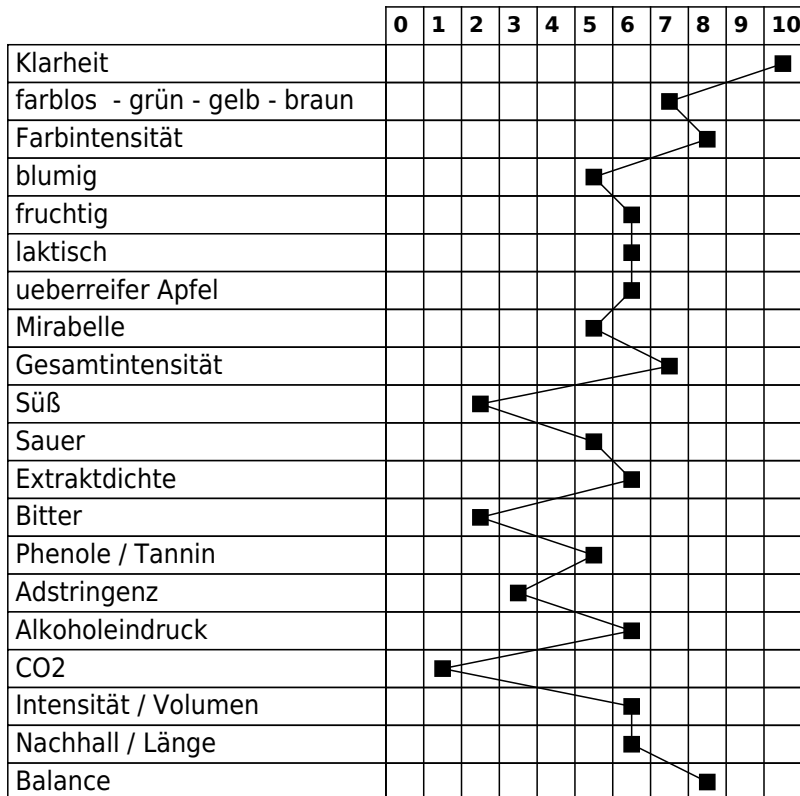 0 1 2 3 4 5 6 7 8 9 10
Klarheit
farblos - grün - gelb - braun
Farbintensität
blumig
fruchtig
laktisch
ueberreifer Apfel
Mirabelle
Gesamtintensität
Süß
Sauer
Extraktdichte
Bitter
Phenole / Tannin
Adstringenz
Alkoholeindruck
CO2
Intensität / Volumen
Nachhall / Länge
Balance